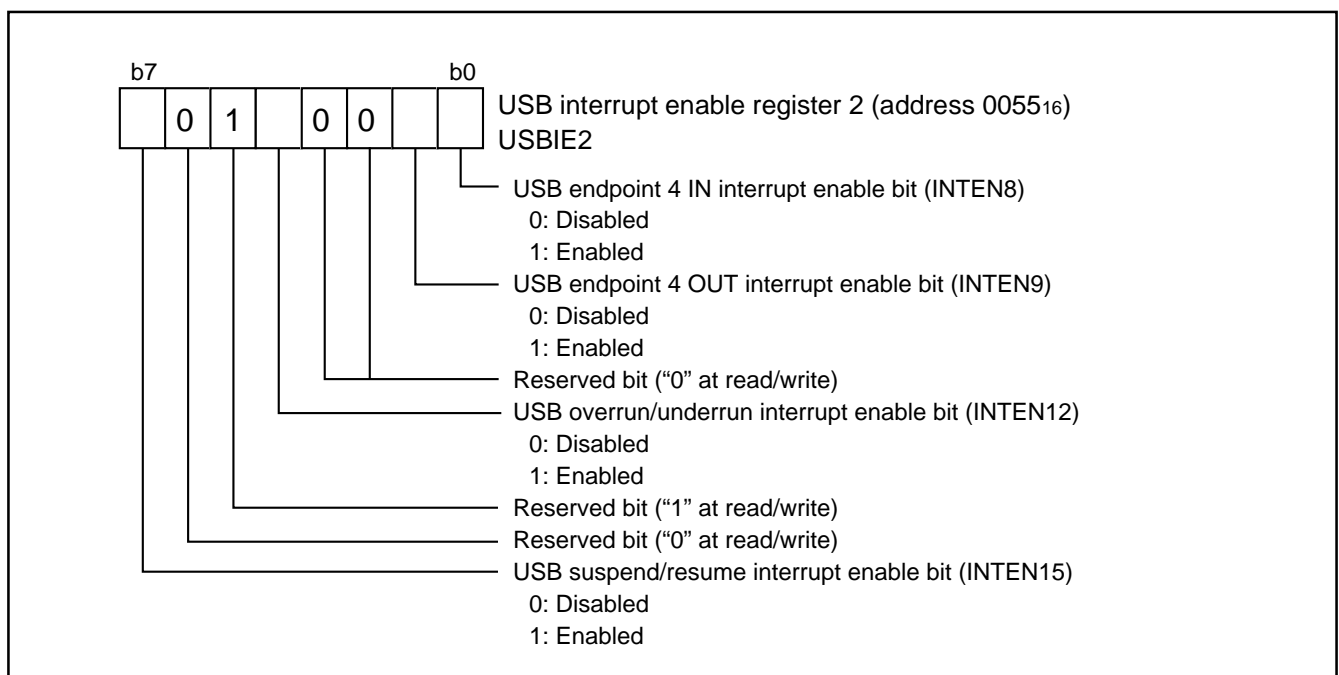 b7 b0
0 1 0 0
USB interrupt enable register 2 (address 005516)
USBIE2
USB endpoint 4 IN interrupt enable bit (INTEN8)
0: Disabled
1: Enabled
USB endpoint 4 OUT interrupt enable bit (INTEN9)
0: Disabled
1: Enabled
Reserved bit (“0” at read/write)
USB overrun/underrun interrupt enable bit (INTEN12)
0: Disabled
1: Enabled
Reserved bit (“1” at read/write)
Reserved bit (“0” at read/write)
USB suspend/resume interrupt enable bit (INTEN15)
0: Disabled
1: Enabled